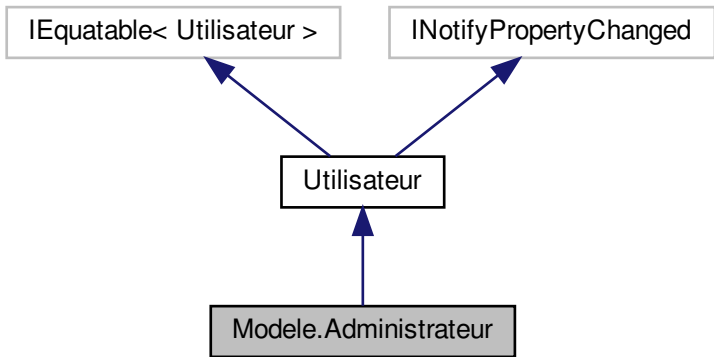 IEquatable< Utilisateur >
INotifyPropertyChanged
Utilisateur
Modele.Administrateur